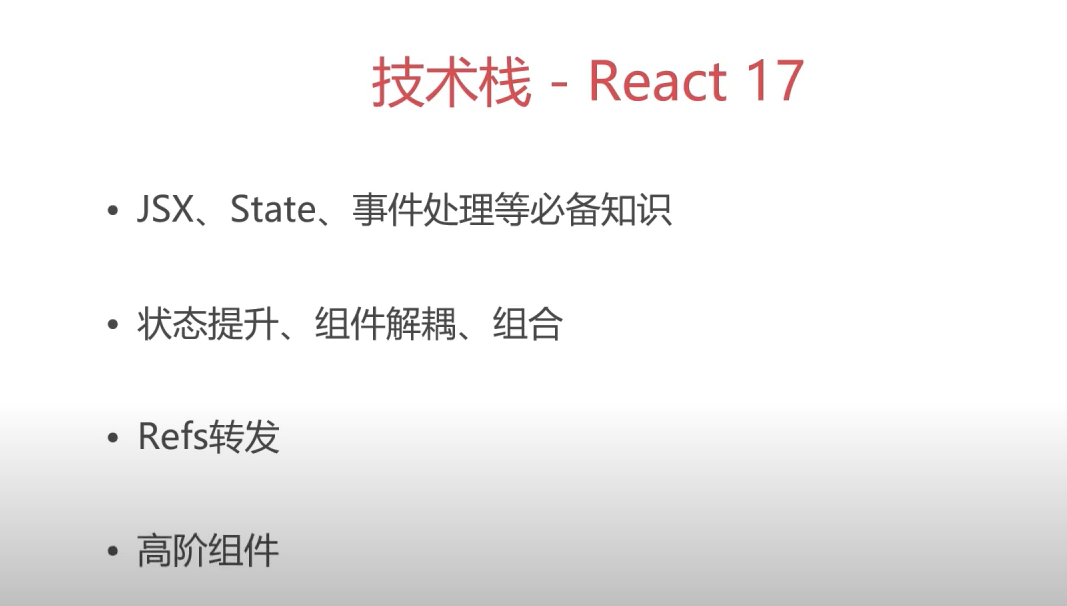 技术栈 - React 17
• JSX、State、事件处理等必备知识
• 状态提升、组件解耦、组合
• Refs转发
• 高阶组件